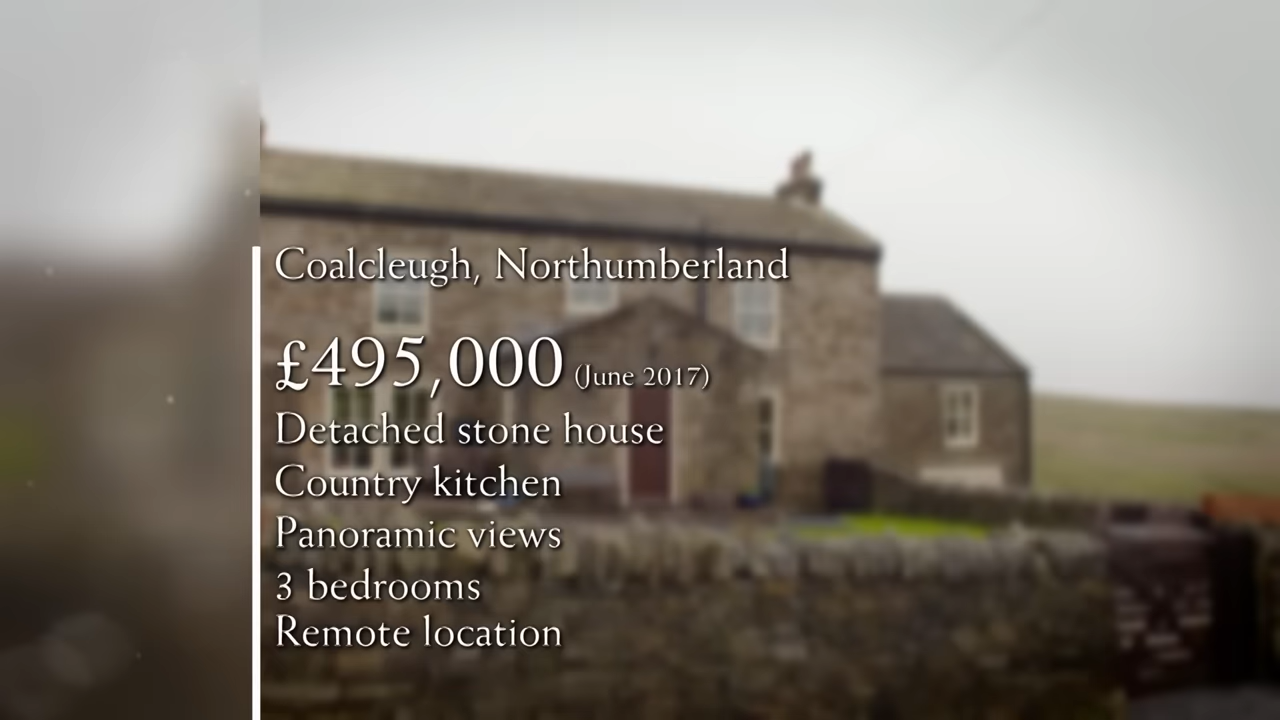 Coalcleugh, Northumberland
£495,000 (June 2017)
Detached stone house
Country kitchen
Panoramic views
3 bedrooms
Remote location